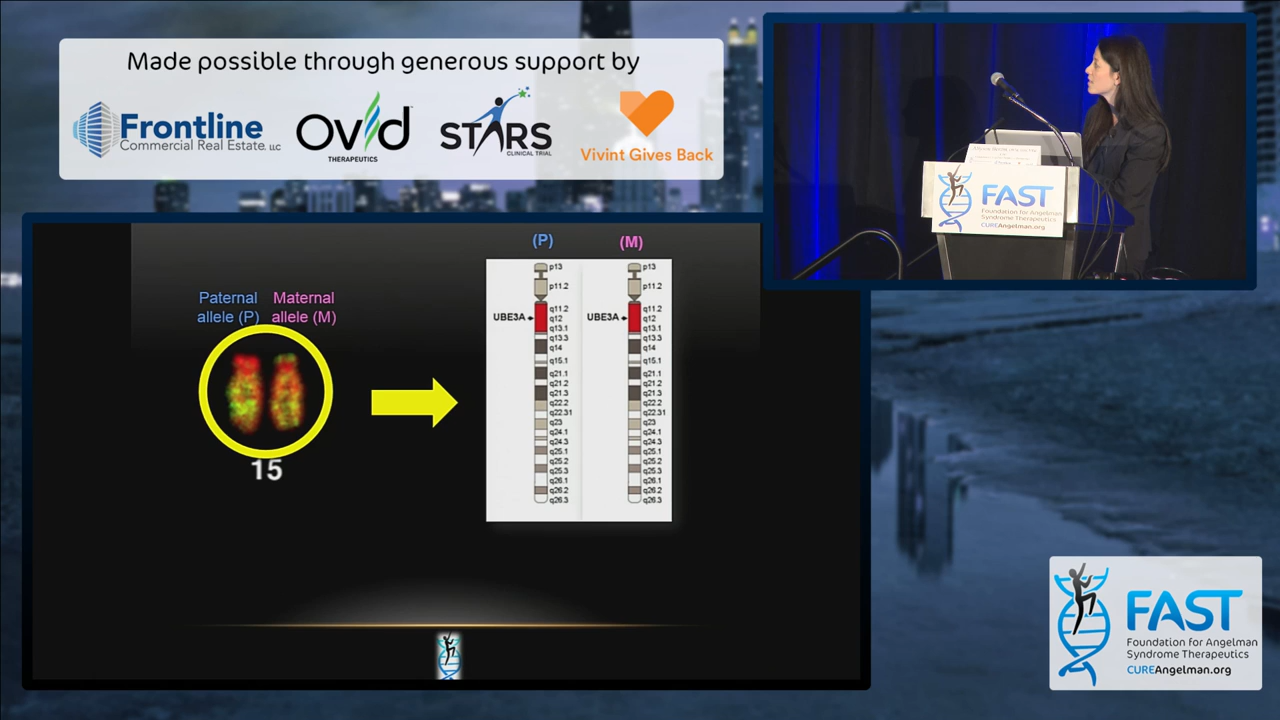 Made possible through generous support by
Frontline
Commercial Real Estate, LLC
Ovid
THERAPEUTICS
STARS
CLINICAL TRIAL
Vivint Gives Back
FAST
Foundation for Angelman
Syndrome Therapeutics
CUREAngelman.org
Paternal allele (P)
Maternal allele (M)
15
(P)
(M)
p13
p11.2
UBE3A
q11.2
q12
q13.1
q13.3
q14
q15.1
q21.1
q21.2
q21.3
q22.2
q22.31
q23
q24.1
q24.3
q25.1
q25.2
q25.3
q26.1
q26.2
q26.3
p13
p11.2
UBE3A
q11.2
q12
q13.1
q13.3
q14
q15.1
q21.1
q21.2
q21.3
q22.2
q22.31
q23
q24.1
q24.3
q25.1
q25.2
q25.3
q26.1
q26.2
q26.3
FAST
Foundation for Angelman
Syndrome Therapeutics
CUREAngelman.org